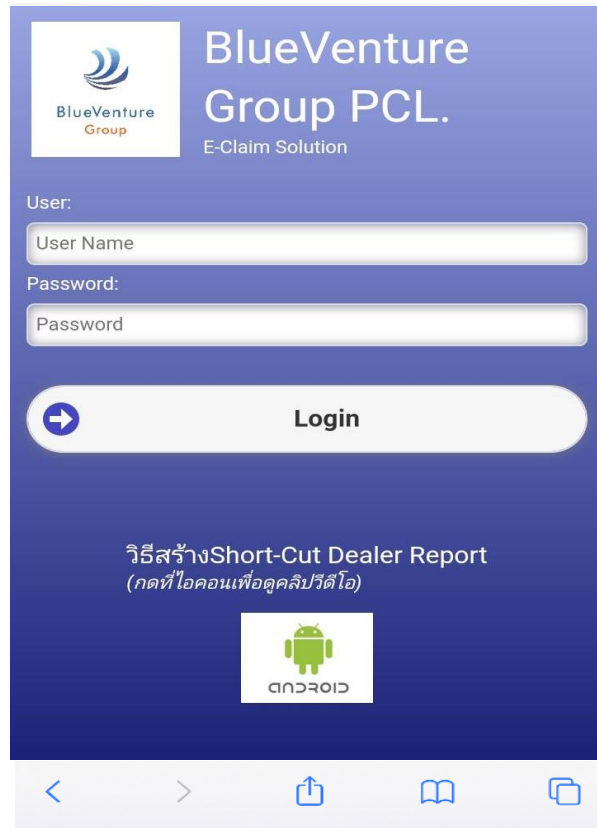 BlueVenture
Group PCL.
E-Claim Solution
BlueVenture
Group
User:
User Name
Password:
Password
Login
วิธีสร้างShort-Cut Dealer Report
(กดที่ไอคอนเพื่อดูคลิปวีดีโอ)
ANDROID